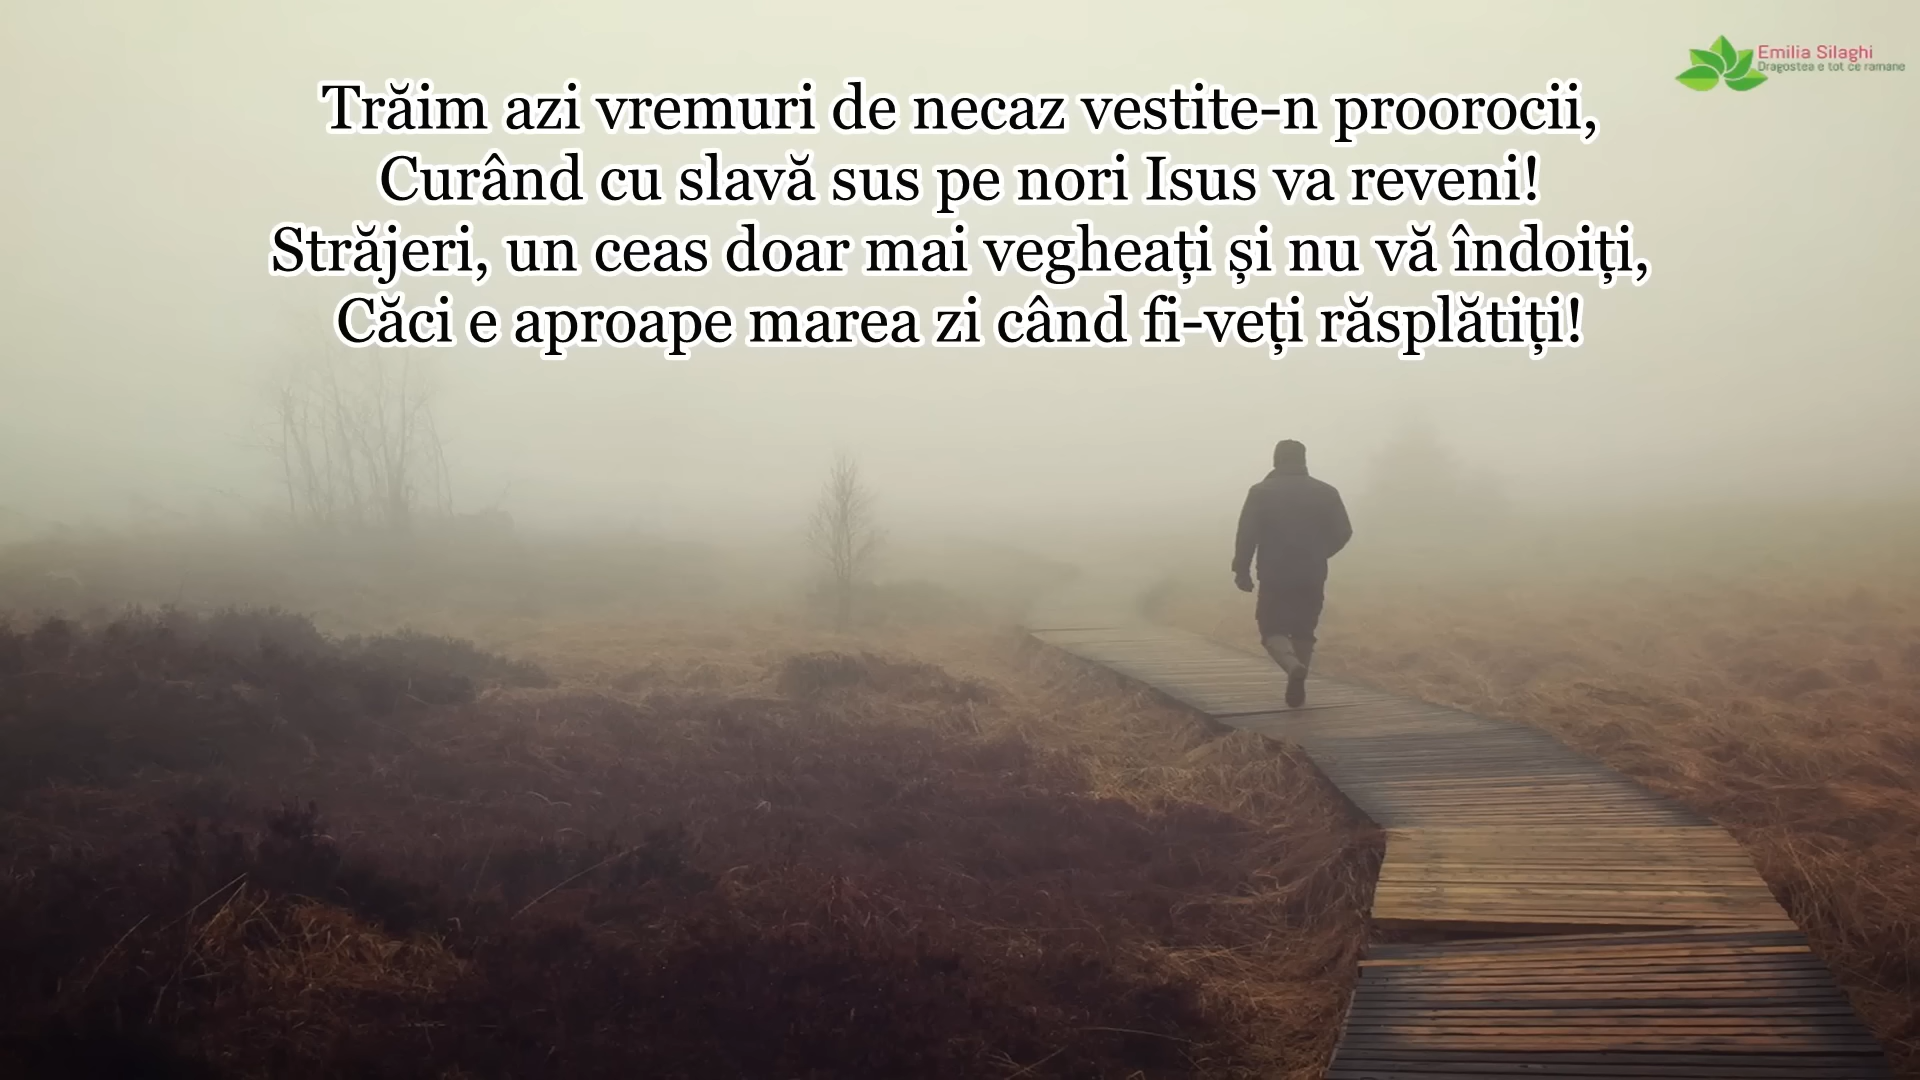 Emilia Silaghi
Dragostea e tot ce ramane
Trăim azi vremuri de necaz vestite-n proorocii,
Curând cu slavă sus pe nori Isus va reveni!
Străjeri, un ceas doar mai vegheați și nu vă îndoiți,
Căci e aproape marea zi când fi-veți răsplătiți!